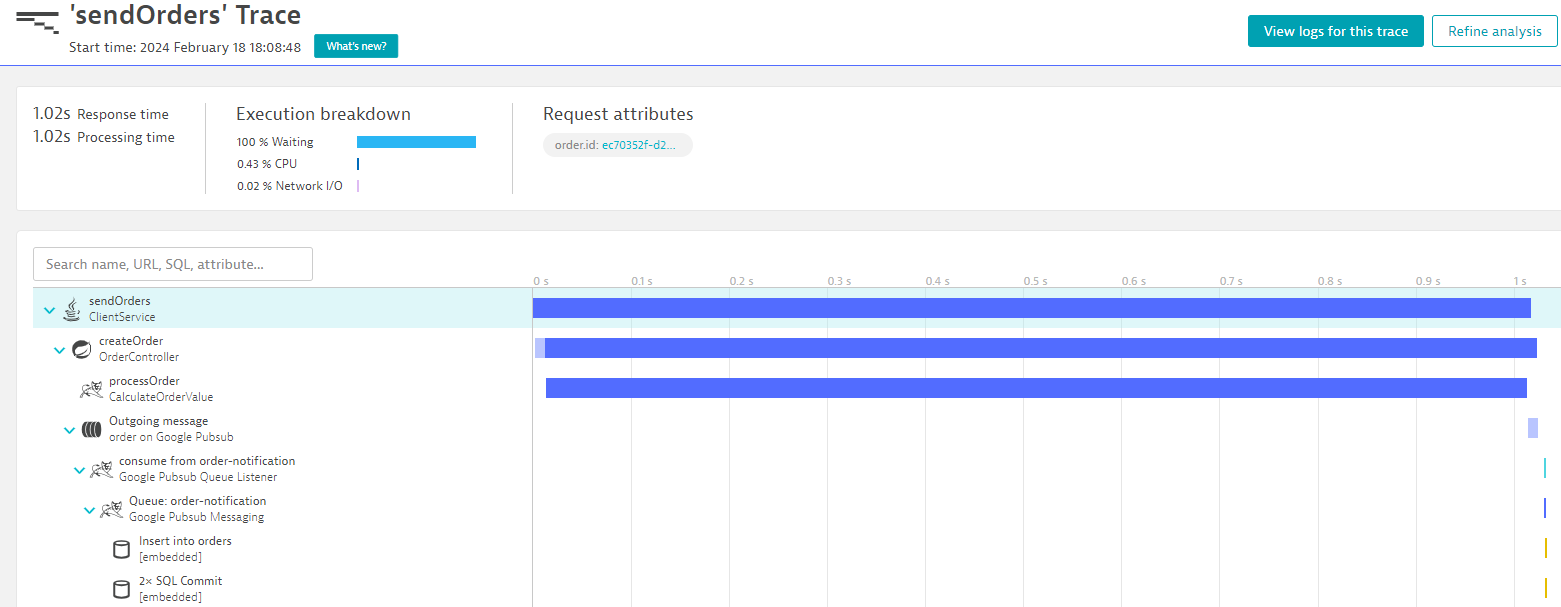 'sendOrders' Trace
Start time: 2024 February 18 18:08:48
What's new?
View logs for this trace
Refine analysis
1.02s Response time
1.02s Processing time
Execution breakdown
100 % Waiting
0.43 % CPU
0.02 % Network I/O
Request attributes
order.id: ec70352f-d2...
Search name, URL, SQL, attribute...
0 s 0.1 s 0.2 s 0.3 s 0.4 s 0.5 s 0.6 s 0.7 s 0.8 s 0.9 s 1 s
sendOrders
ClientService
createOrder
OrderController
processOrder
CalculateOrderValue
Outgoing message
order on Google Pubsub
consume from order-notification
Google Pubsub Queue Listener
Queue: order-notification
Google Pubsub Messaging
Insert into orders
[embedded]
2× SQL Commit
[embedded]